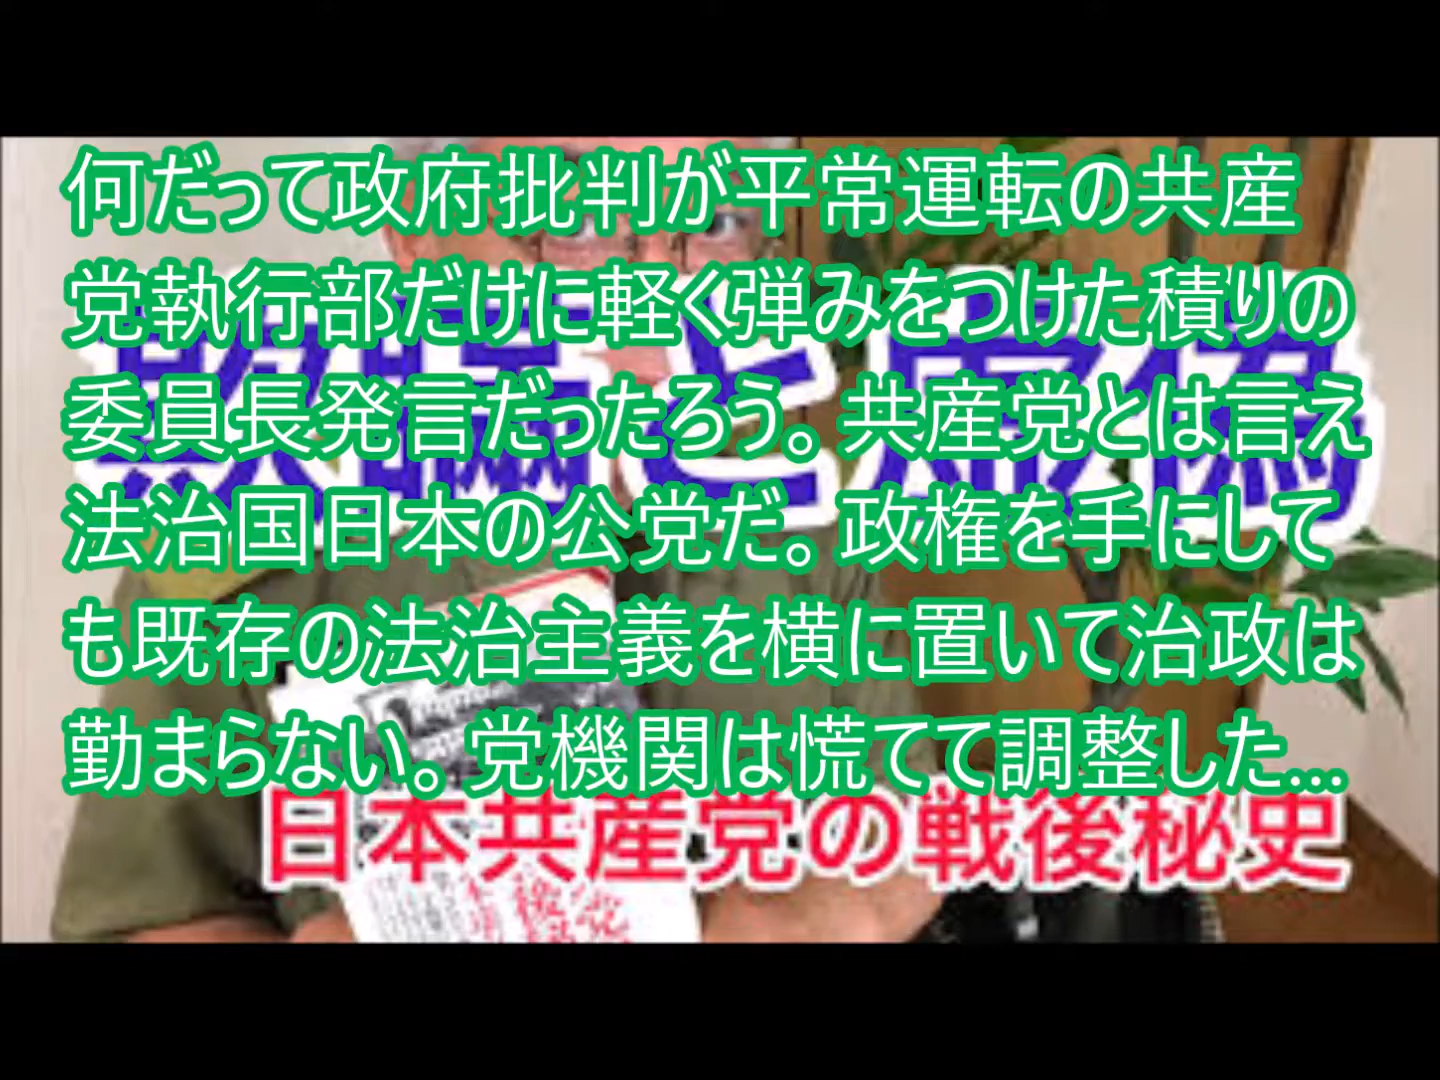 何だって政府批判が平常運転の共産
党執行部だけに軽く弾みをつけた積りの
委員長発言だったろう。共産党とは言え
法治国日本の公党だ。政権を手にして
も既存の法治主義を横に置いて治政は
勤まらない。党機関は慌てて調整した...
欺瞞と虚偽
日本共産党の戦後秘史